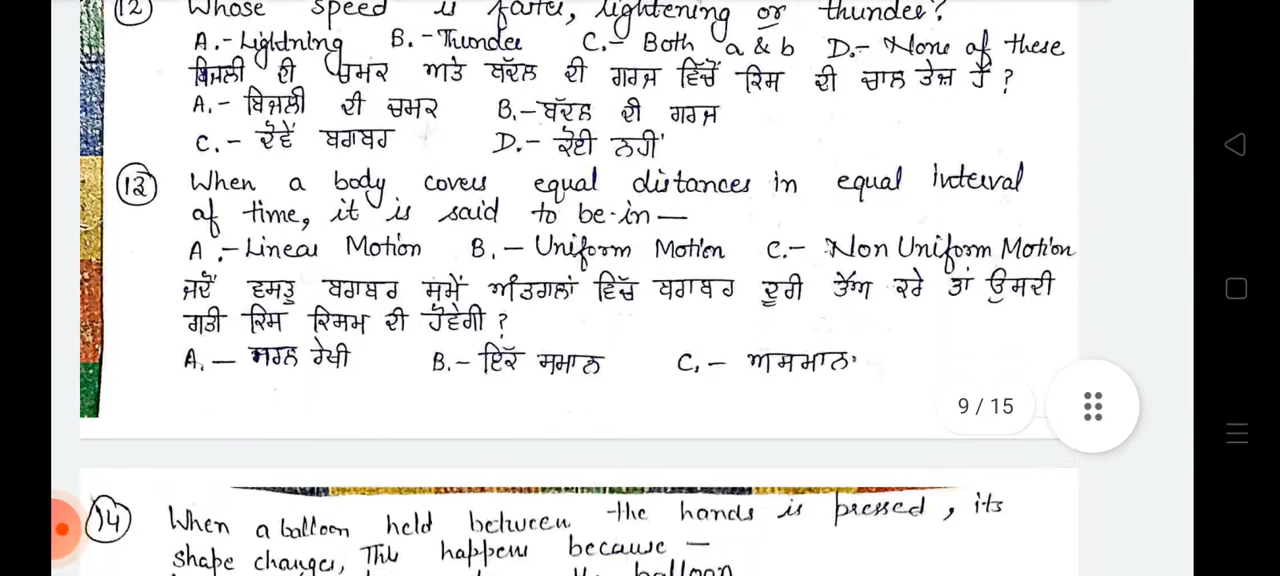 12) Whose speed is faster, lightening or thunder?
A.- Lightning B.- Thunder C.- Both a & b D.- None of these
ਬਿਜਲੀ ਦੀ ਚਮਕ ਅਤੇ ਬੱਦਲ ਦੀ ਗਰਜ ਵਿੱਚੋਂ ਕਿਸ ਦੀ ਚਾਲ ਤੇਜ਼ ਹੈ ?
A.- ਬਿਜਲੀ ਦੀ ਚਮਕ B.- ਬੱਦਲ ਦੀ ਗਰਜ
C.- ਦੋਵੇਂ ਬਰਾਬਰ D.- ਕੋਈ ਨਹੀਂ
13 When a body covers equal distances in equal interval
of time, it is said to be in —
A.- Linear Motion B.- Uniform Motion C.- Non Uniform Motion
ਜਦੋਂ ਵਸਤੂ ਬਰਾਬਰ ਸਮੇਂ ਅੰਤਰਾਲਾਂ ਵਿੱਚ ਬਰਾਬਰ ਦੂਰੀ ਤੈਅ ਕਰੇ ਤਾਂ ਉਸਦੀ
ਗਤੀ ਕਿਸ ਕਿਸਮ ਦੀ ਹੋਵੇਗੀ ?
A.- ਸਰਲ ਰੇਖੀ B.- ਇੱਕ ਸਮਾਨ C.- ਅਸਮਾਨ
9 / 15
14 When a balloon held between the hands is pressed, its
shape changes, This happens because —
the balloon